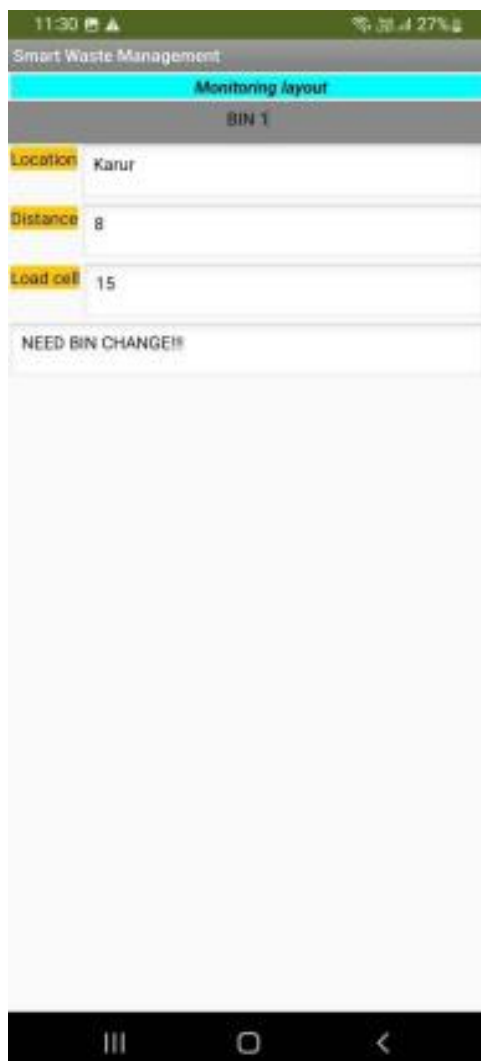 11:30 27%
Smart Waste Management
Monitoring layout
BIN 1
Location Karur
Distance 8
Load cell 15
NEED BIN CHANGE!!!